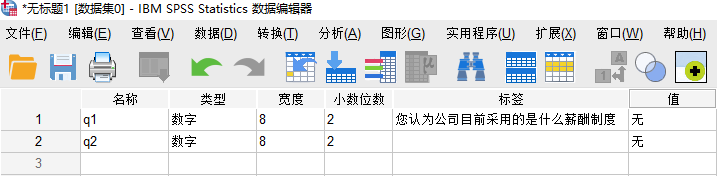 *无标题1 [数据集0] - IBM SPSS Statistics 数据编辑器
文件(F) 编辑(E) 查看(V) 数据(D) 转换(T) 分析(A) 图形(G) 实用程序(U) 扩展(X) 窗口(W) 帮助(H)
名称 类型 宽度 小数位数 标签 值
1 q1 数字 8 2 您认为公司目前采用的是什么薪酬制度 无
2 q2 数字 8 2 无
3